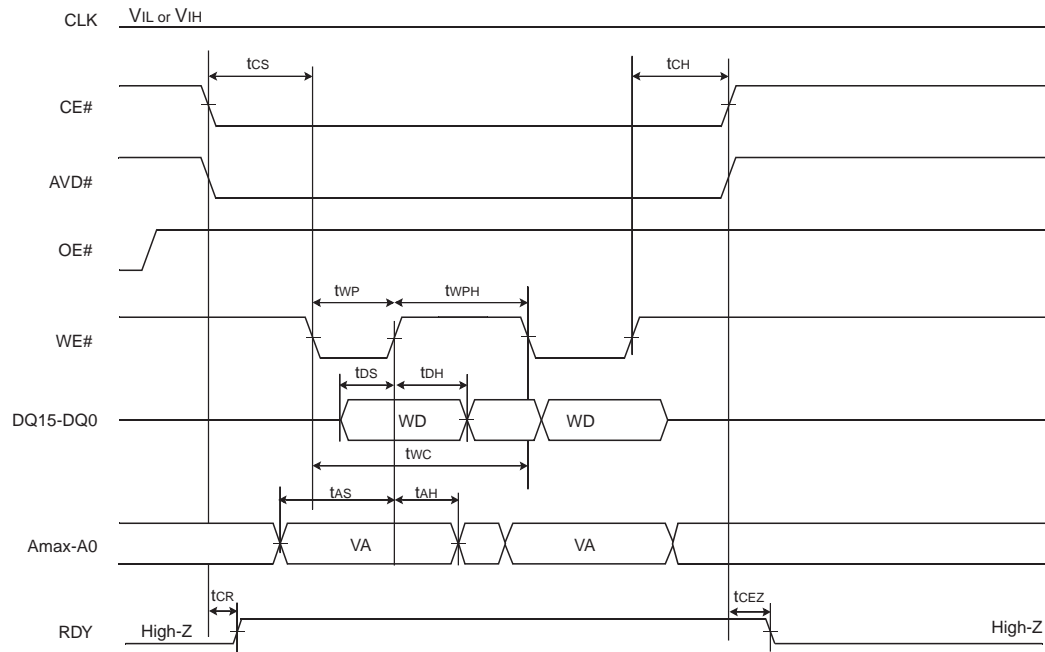 CLK VIL or VIH
tCS tCH
CE#
AVD#
OE#
tWP tWPH
WE#
tDS tDH
DQ15-DQ0 WD WD
tWC
tAS tAH
Amax-A0 VA VA
tCR tCEZ
RDY High-Z High-Z